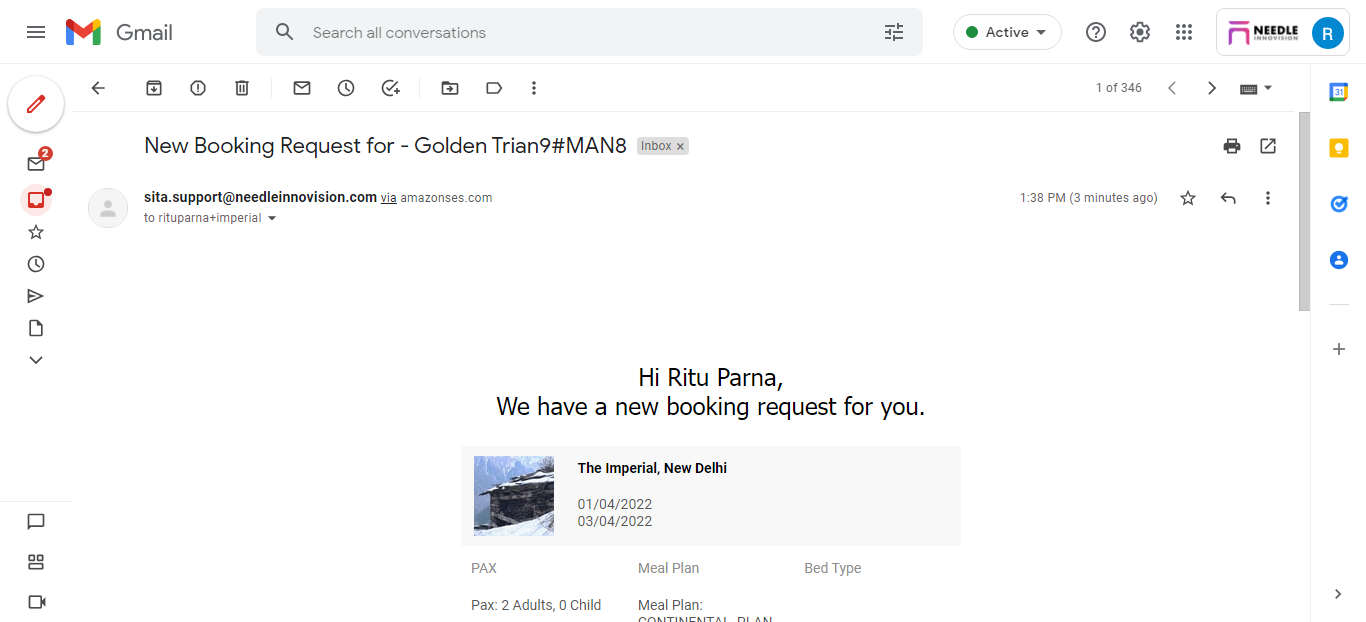 Gmail
Search all conversations
Active
NEEDLE
INNOVISION
R
1 of 346
31
2
New Booking Request for - Golden Trian9#MAN8
Inbox ×
sita.support@needleinnovision.com via amazonses.com
1:38 PM (3 minutes ago)
to rituparna+imperial
Hi Ritu Parna,
We have a new booking request for you.
The Imperial, New Delhi
01/04/2022
03/04/2022
PAX Meal Plan Bed Type
Pax: 2 Adults, 0 Child Meal Plan:
CONTINENTAL_PLAN